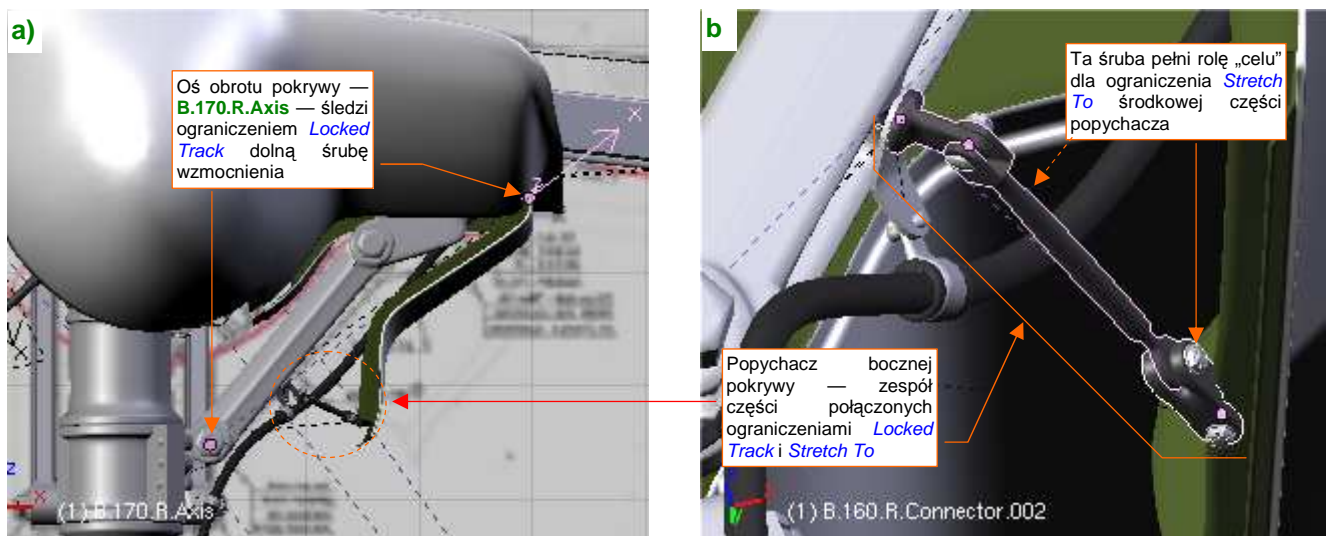 a)
Oś obrotu pokrywy —
B.170.R.Axis — śledzi
ograniczeniem Locked
Track dolną śrubę
wzmocnienia
x
z
z
x
(1) B.170.R.Axis
b
Ta śruba pełni rolę „celu”
dla ograniczenia Stretch
To środkowej części
popychacza
Popychacz bocznej
pokrywy — zespół
części połączonych
ograniczeniami Locked
Track i Stretch To
(1) B.160.R.Connector.002